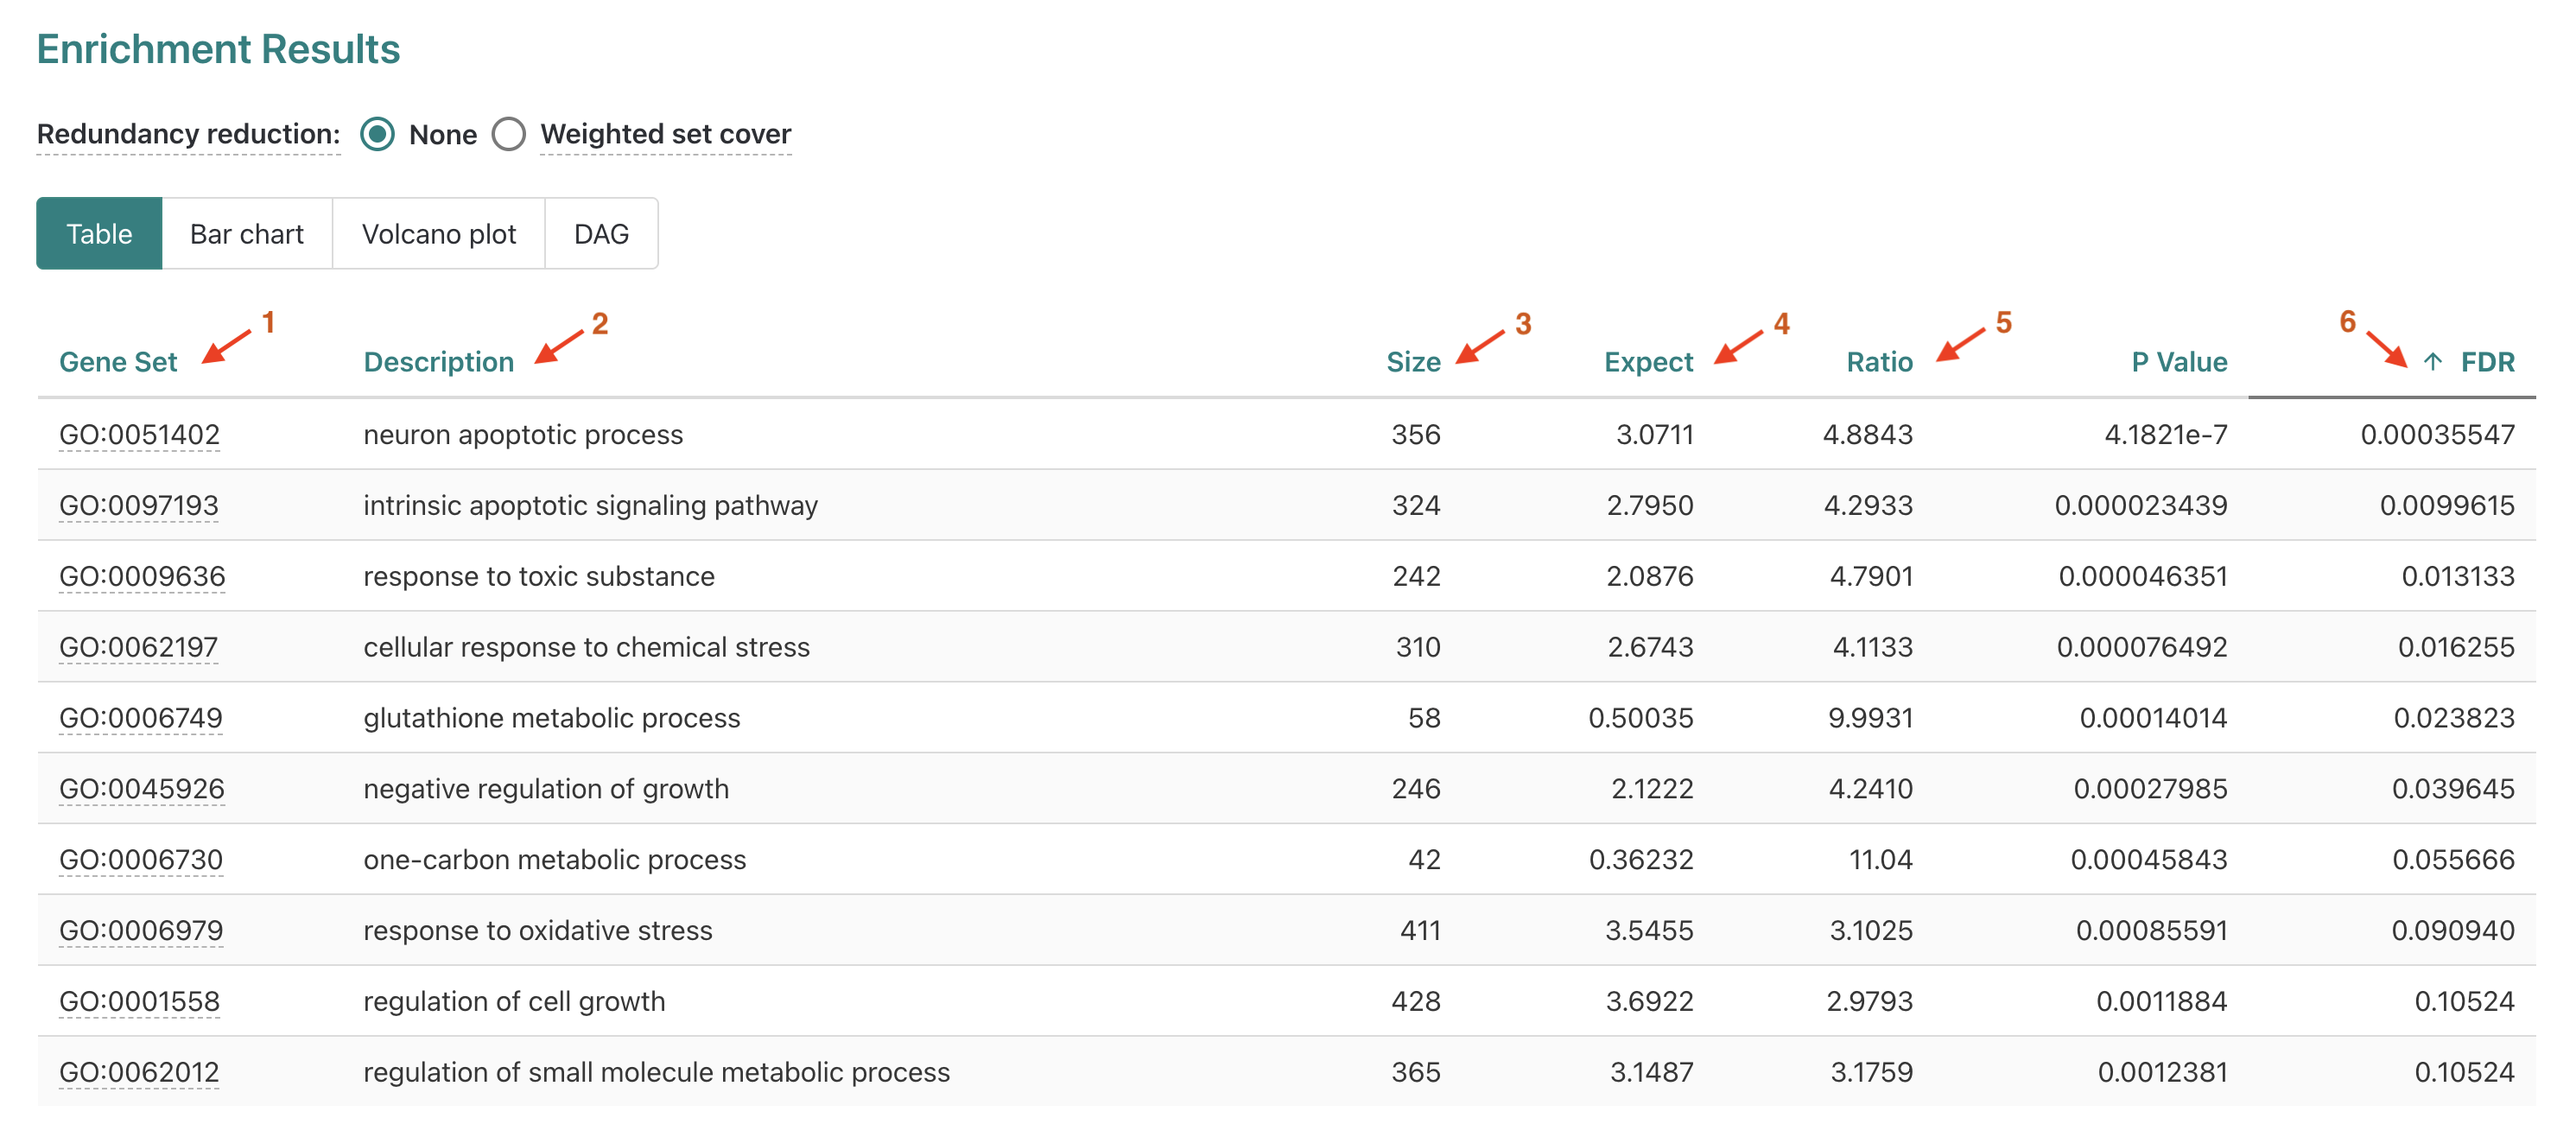 Enrichment Results
Redundancy reduction: None Weighted set cover
Table Bar chart Volcano plot DAG
1 2 3 4 5 6
Gene Set Description Size Expect Ratio P Value ↑ FDR
GO:0051402 neuron apoptotic process 356 3.0711 4.8843 4.1821e-7 0.00035547
GO:0097193 intrinsic apoptotic signaling pathway 324 2.7950 4.2933 0.000023439 0.0099615
GO:0009636 response to toxic substance 242 2.0876 4.7901 0.000046351 0.013133
GO:0062197 cellular response to chemical stress 310 2.6743 4.1133 0.000076492 0.016255
GO:0006749 glutathione metabolic process 58 0.50035 9.9931 0.00014014 0.023823
GO:0045926 negative regulation of growth 246 2.1222 4.2410 0.00027985 0.039645
GO:0006730 one-carbon metabolic process 42 0.36232 11.04 0.00045843 0.055666
GO:0006979 response to oxidative stress 411 3.5455 3.1025 0.00085591 0.090940
GO:0001558 regulation of cell growth 428 3.6922 2.9793 0.0011884 0.10524
GO:0062012 regulation of small molecule metabolic process 365 3.1487 3.1759 0.0012381 0.10524